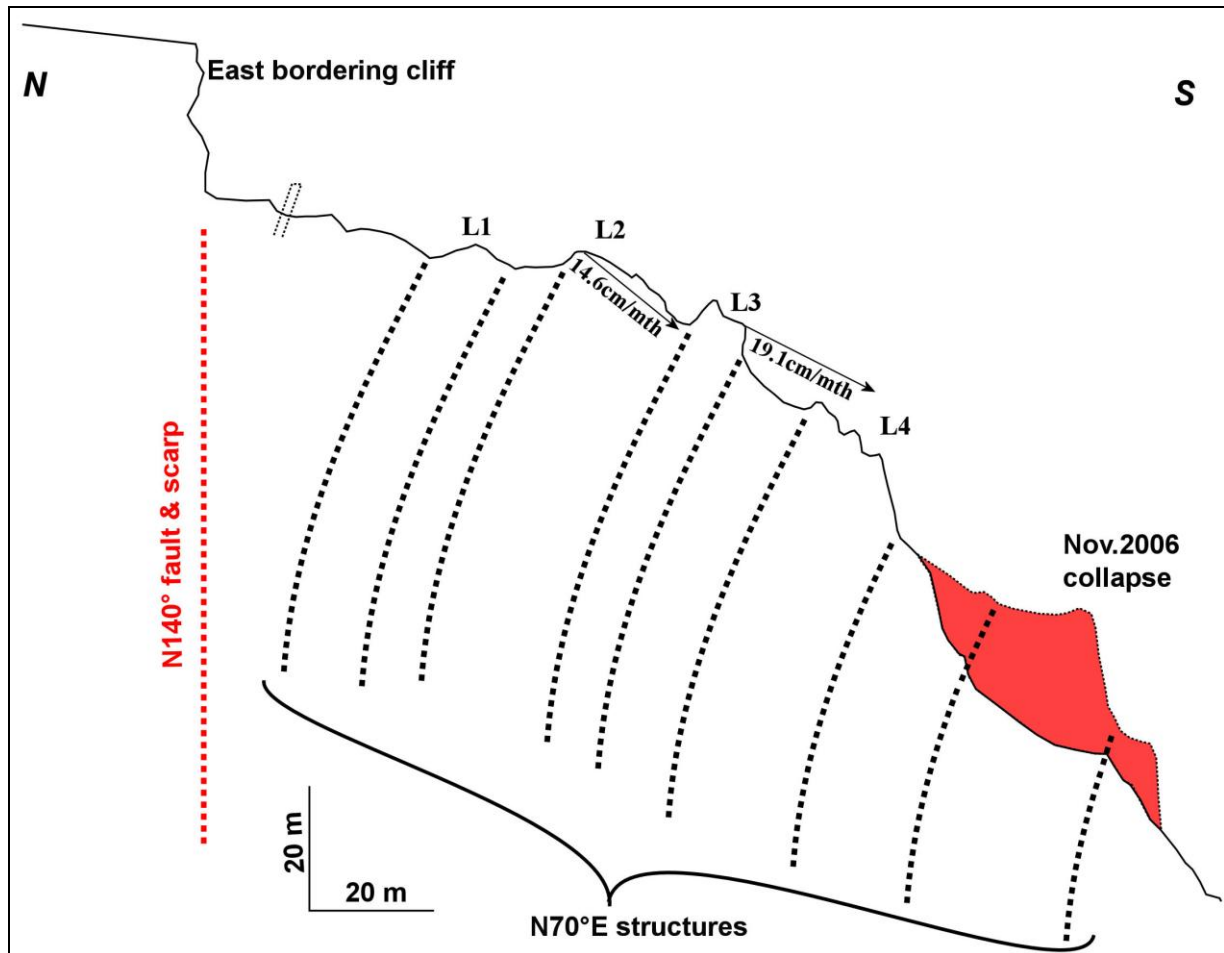 N
East bordering cliff
S
L1
L2
14.6cm/mth
L3
19.1cm/mth
L4
N140° fault & scarp
Nov.2006
collapse
20 m
20 m
N70°E structures